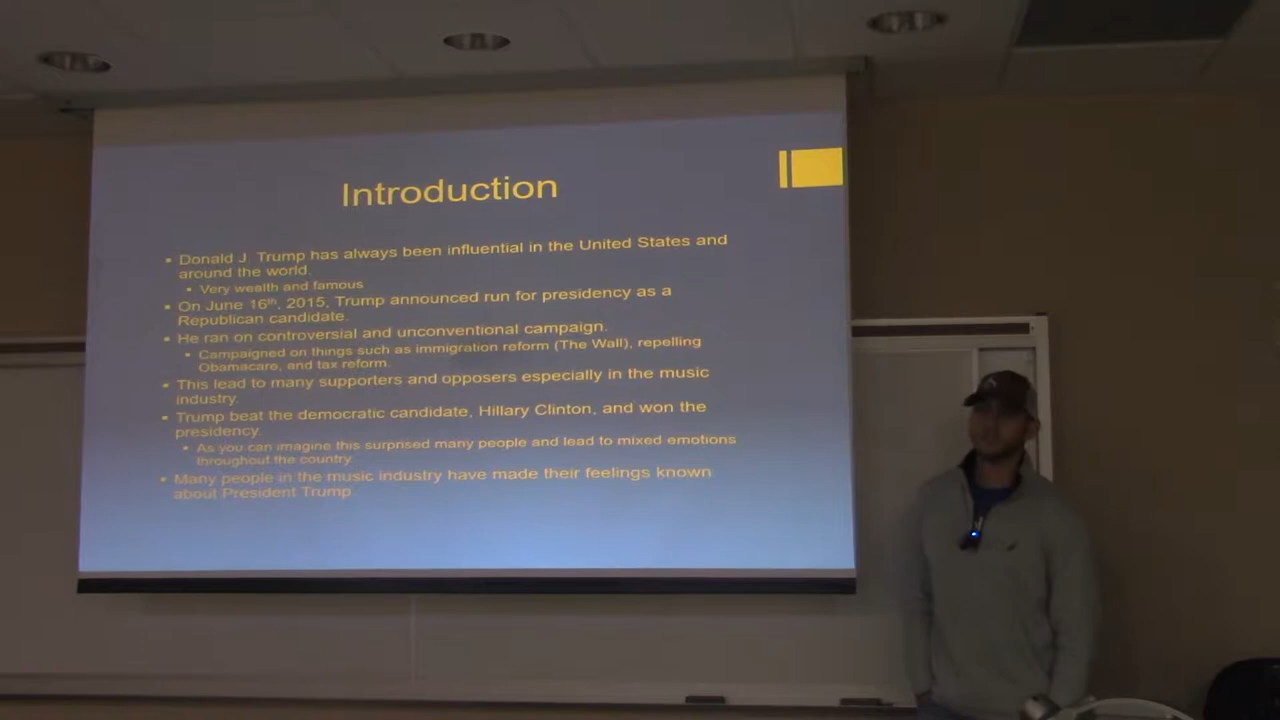 Introduction
Donald J. Trump has always been influential in the United States and
around the world.
Very wealth and famous
On June 16th, 2015, Trump announced run for presidency as a
Republican candidate.
He ran on controversial and unconventional campaign.
Campaigned on things such as immigration reform (The Wall), repelling
Obamacare, and tax reform.
This lead to many supporters and opposers especially in the music
industry.
Trump beat the democratic candidate, Hillary Clinton, and won the
presidency.
As you can imagine this surprised many people and lead to mixed emotions
throughout the country
Many people in the music industry have made their feelings known
about President Trump.